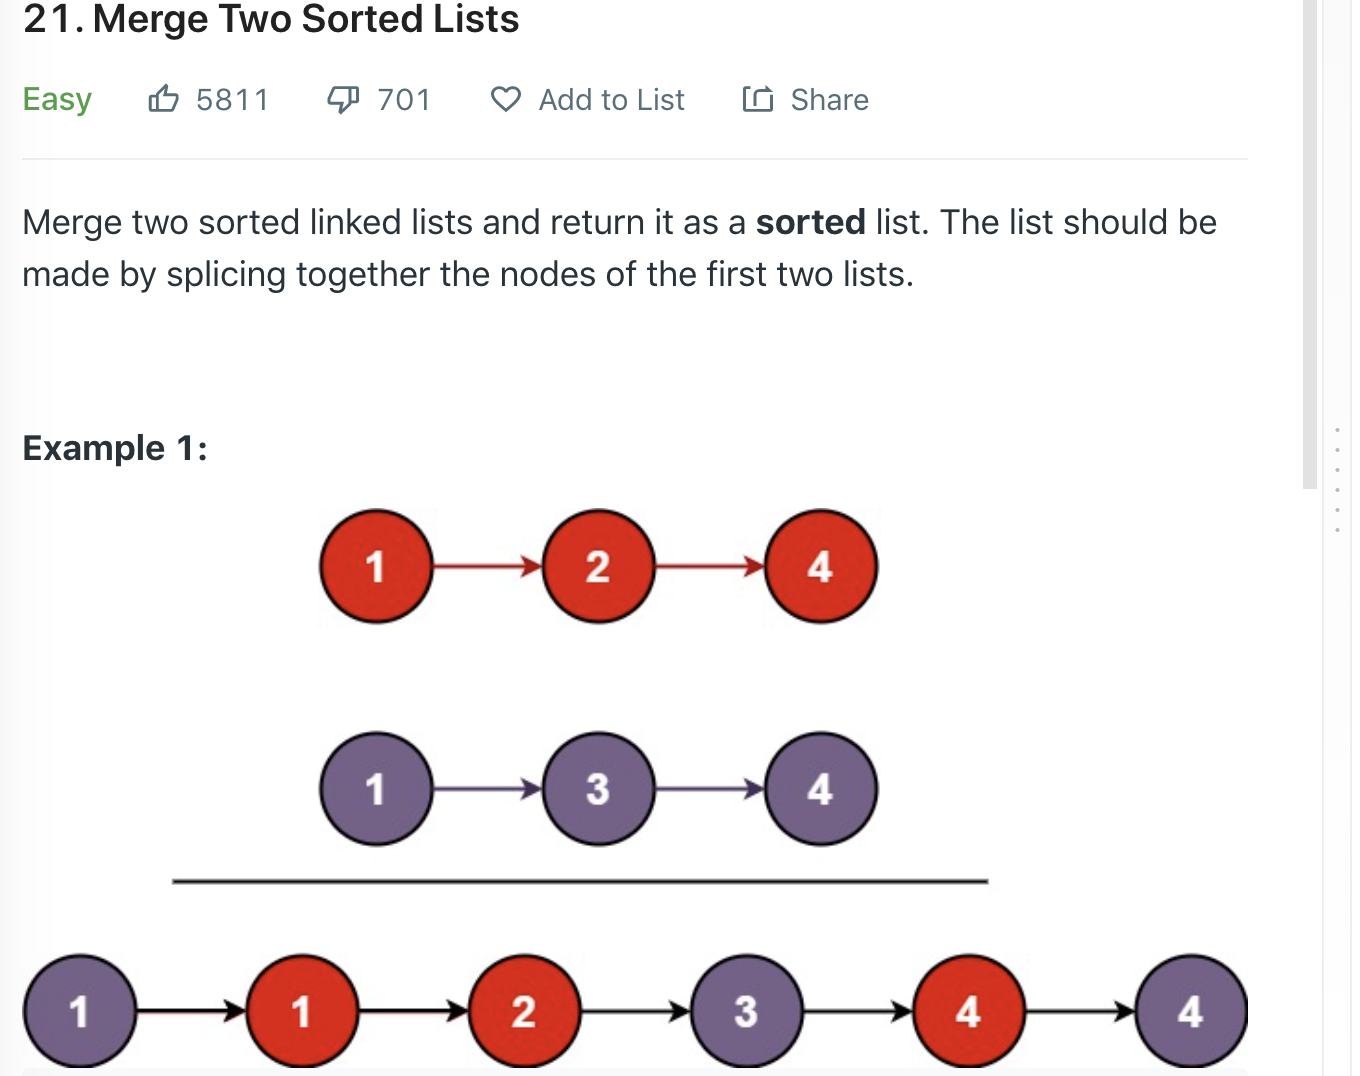 21. Merge Two Sorted Lists
Easy 5811 701 Add to List Share
Merge two sorted linked lists and return it as a sorted list. The list should be
made by splicing together the nodes of the first two lists.
Example 1:
1 2 4
1 3 4
1 1 2 3 4 4